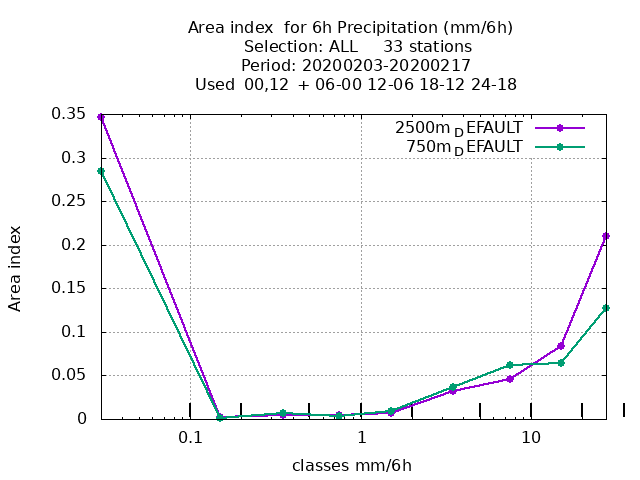 Area index  for 6h Precipitation (mm/6h)
Selection: ALL     33 stations
Period: 20200203-20200217
Used  00,12  + 06-00 12-06 18-12 24-18
0.35
0.3
0.25
0.2
0.15
0.1
0.05
0
2500m_DEFAULT
750m_DEFAULT
Area index
0.1
1
10
classes mm/6h